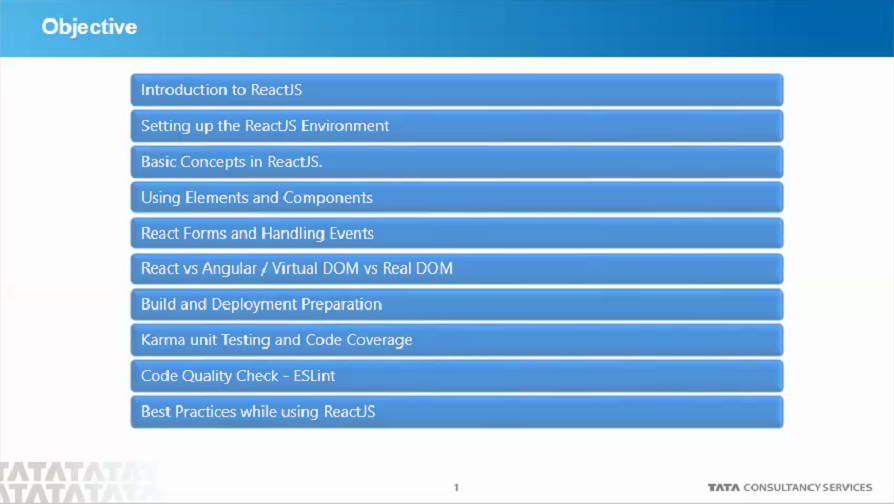 Objective
Introduction to ReactJS
Setting up the ReactJS Environment
Basic Concepts in ReactJS.
Using Elements and Components
React Forms and Handling Events
React vs Angular / Virtual DOM vs Real DOM
Build and Deployment Preparation
Karma unit Testing and Code Coverage
Code Quality Check - ESLint
Best Practices while using ReactJS
TATATATATA
TATATATATA
1
TATA CONSULTANCY SERVICES